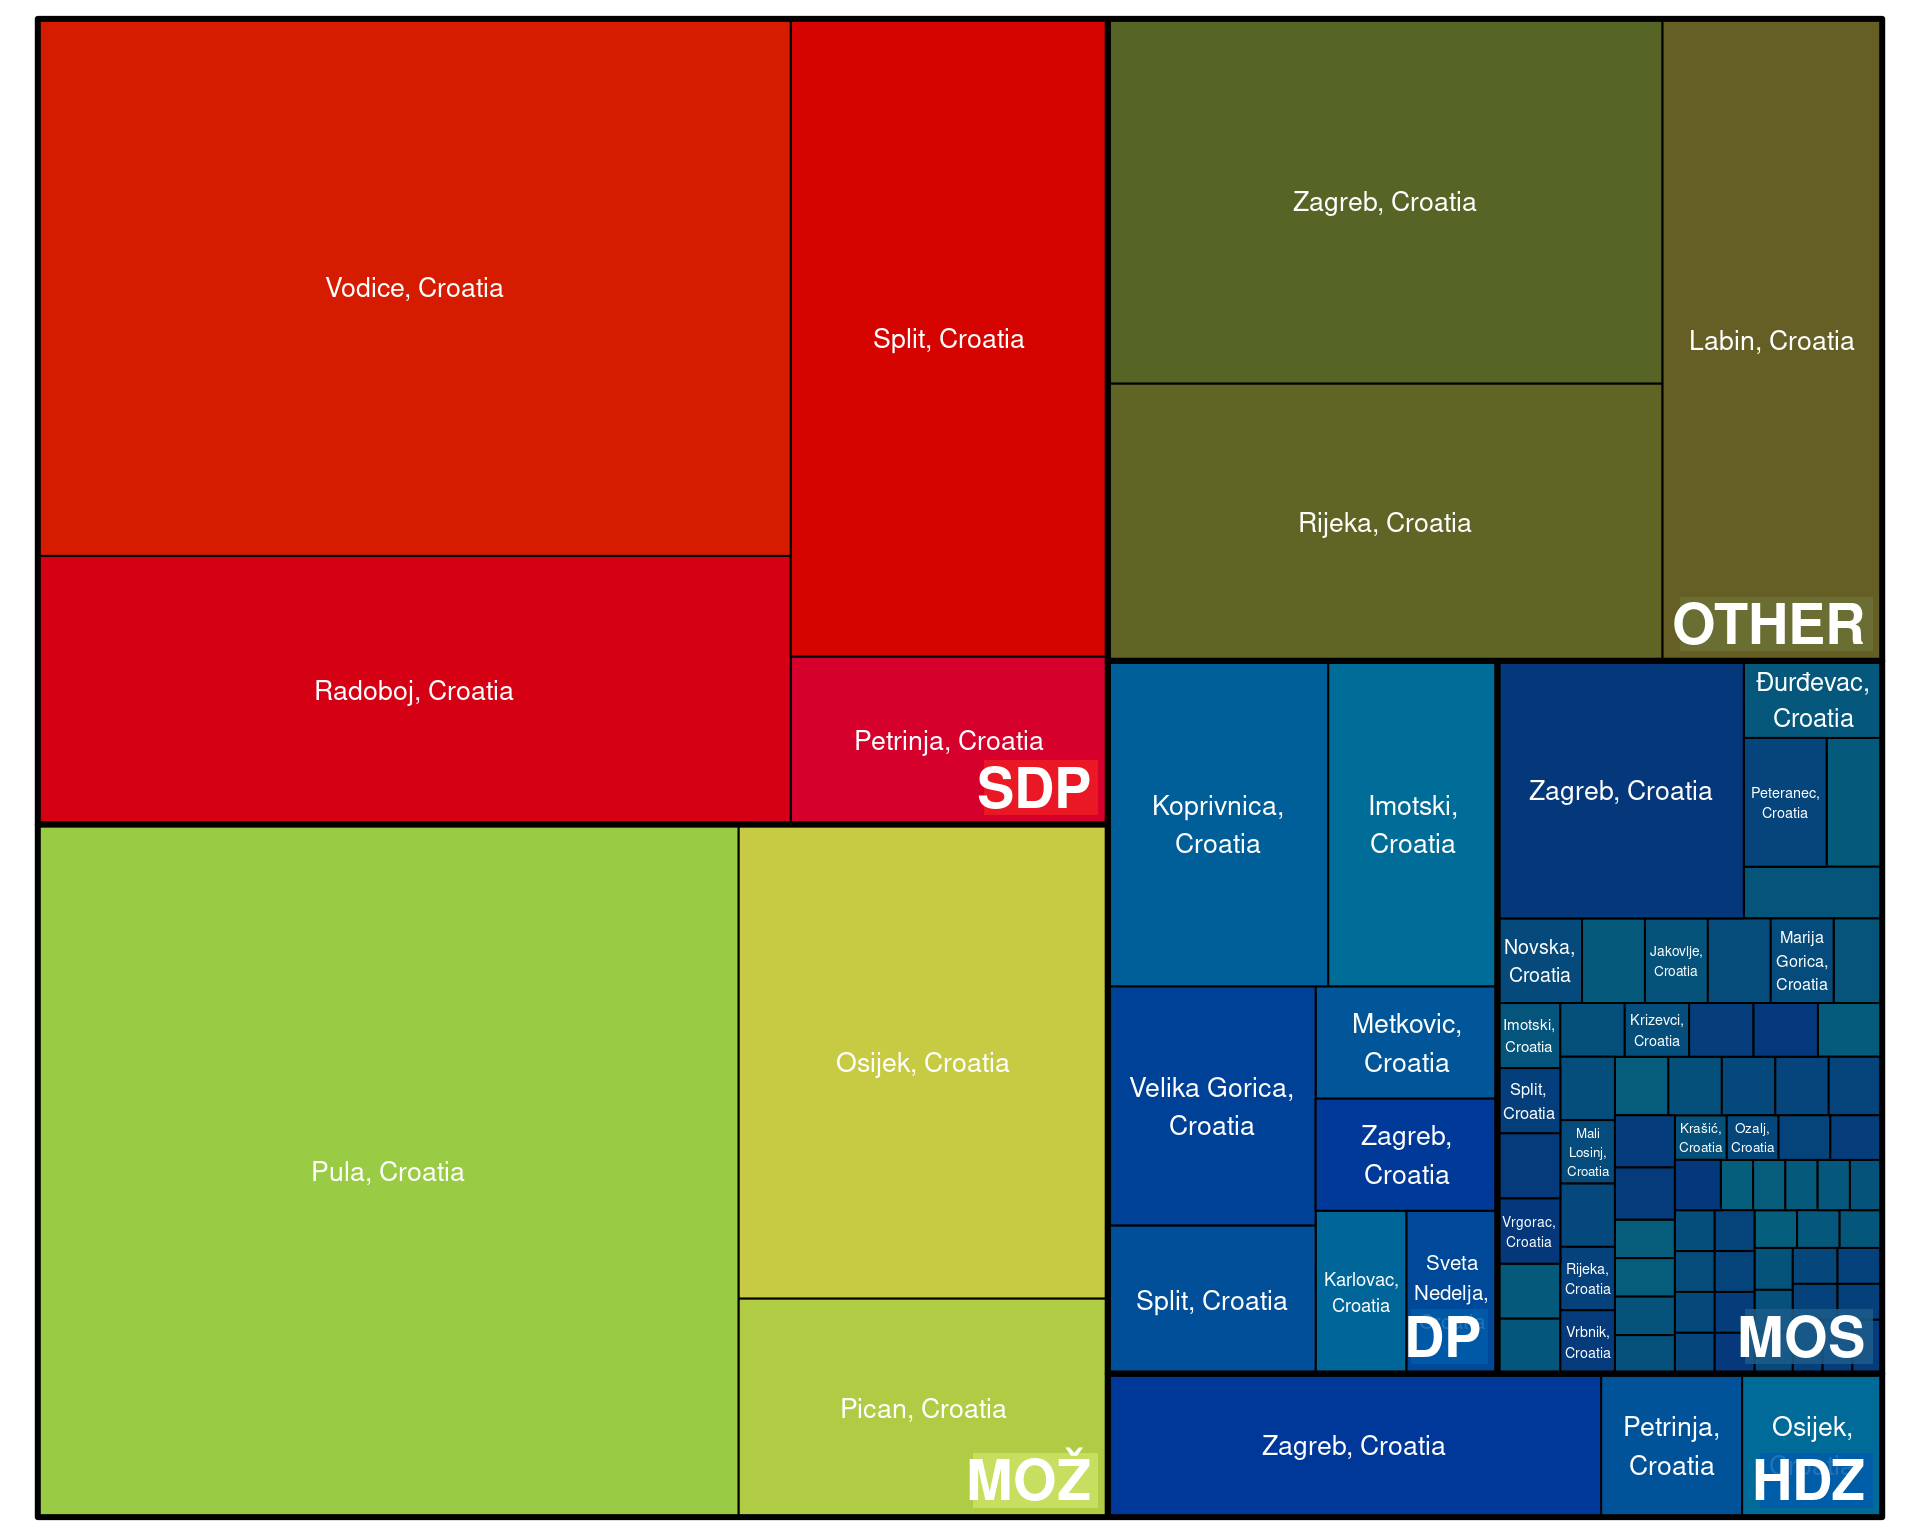 Vodice, Croatia
Split, Croatia
Radoboj, Croatia
Petrinja, Croatia
SDP
Pula, Croatia
Osijek, Croatia
Pican, Croatia
MOŽ
Zagreb, Croatia
Labin, Croatia
Rijeka, Croatia
OTHER
Koprivnica,
Croatia
Imotski,
Croatia
Velika Gorica,
Croatia
Metkovic,
Croatia
Zagreb,
Croatia
Split, Croatia
Karlovac,
Croatia
Sveta
Nedelja,
DP
Zagreb, Croatia
Đurđevac,
Croatia
Peteranec,
Croatia
Novska,
Croatia
Jakovlje,
Croatia
Marija
Gorica,
Croatia
Imotski,
Croatia
Krizevci,
Croatia
Split,
Croatia
Mali
Losinj,
Croatia
Krašić,
Croatia
Ozalj,
Croatia
Vrgorac,
Croatia
Rijeka,
Croatia
Vrbnik,
Croatia
MOS
Zagreb, Croatia
Petrinja,
Croatia
Osijek,
HDZ